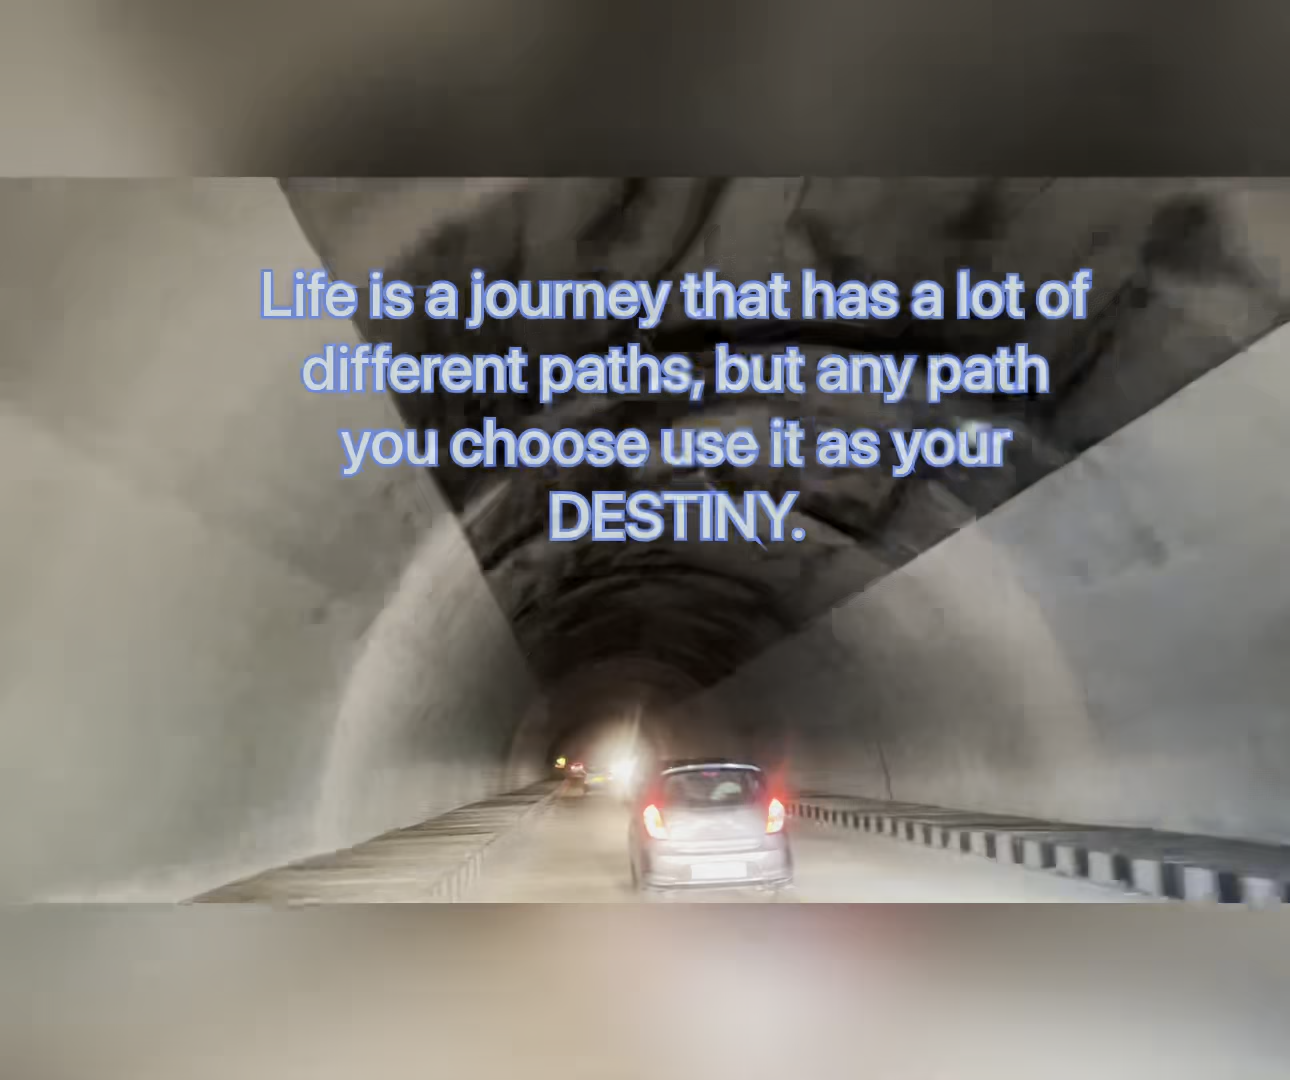 Life is a journey that has a lot of
different paths, but any path
you choose use it as your
DESTINY.